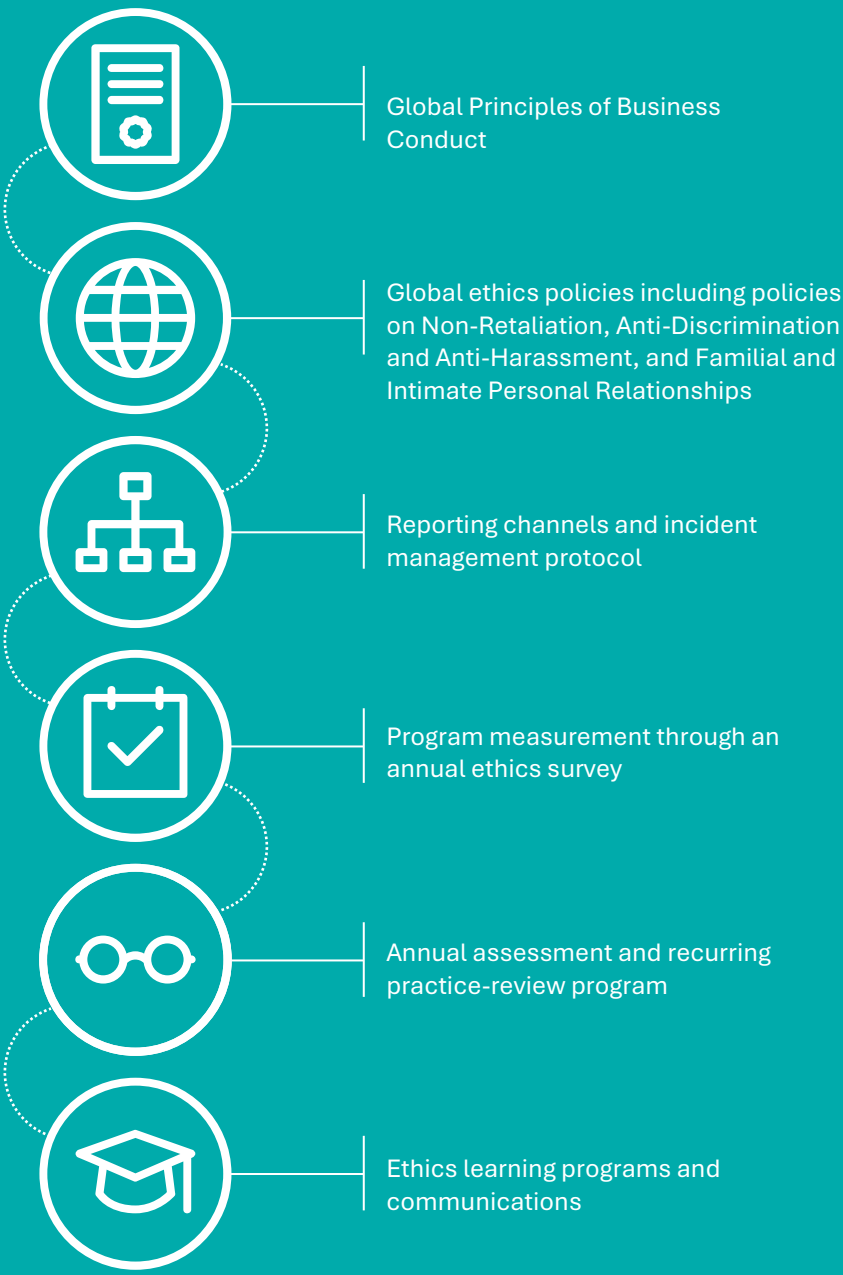 Global Principles of Business
Conduct
Global ethics policies including policies
on Non-Retaliation, Anti-Discrimination
and Anti-Harassment, and Familial and
Intimate Personal Relationships
Reporting channels and incident
management protocol
Program measurement through an
annual ethics survey
Annual assessment and recurring
practice-review program
Ethics learning programs and
communications